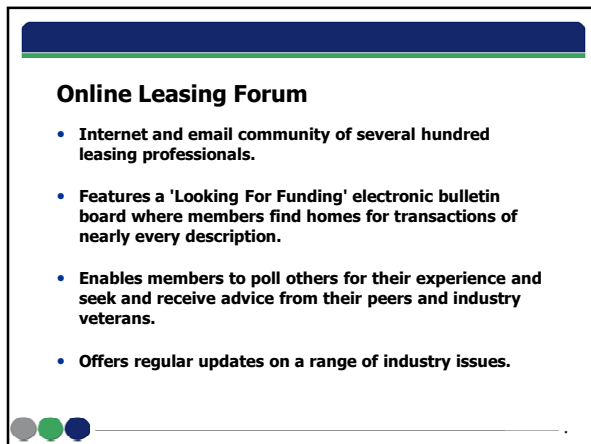 Online Leasing Forum
• Internet and email community of several hundred
leasing professionals.
• Features a 'Looking For Funding' electronic bulletin
board where members find homes for transactions of
nearly every description.
• Enables members to poll others for their experience and
seek and receive advice from their peers and industry
veterans.
• Offers regular updates on a range of industry issues.
.